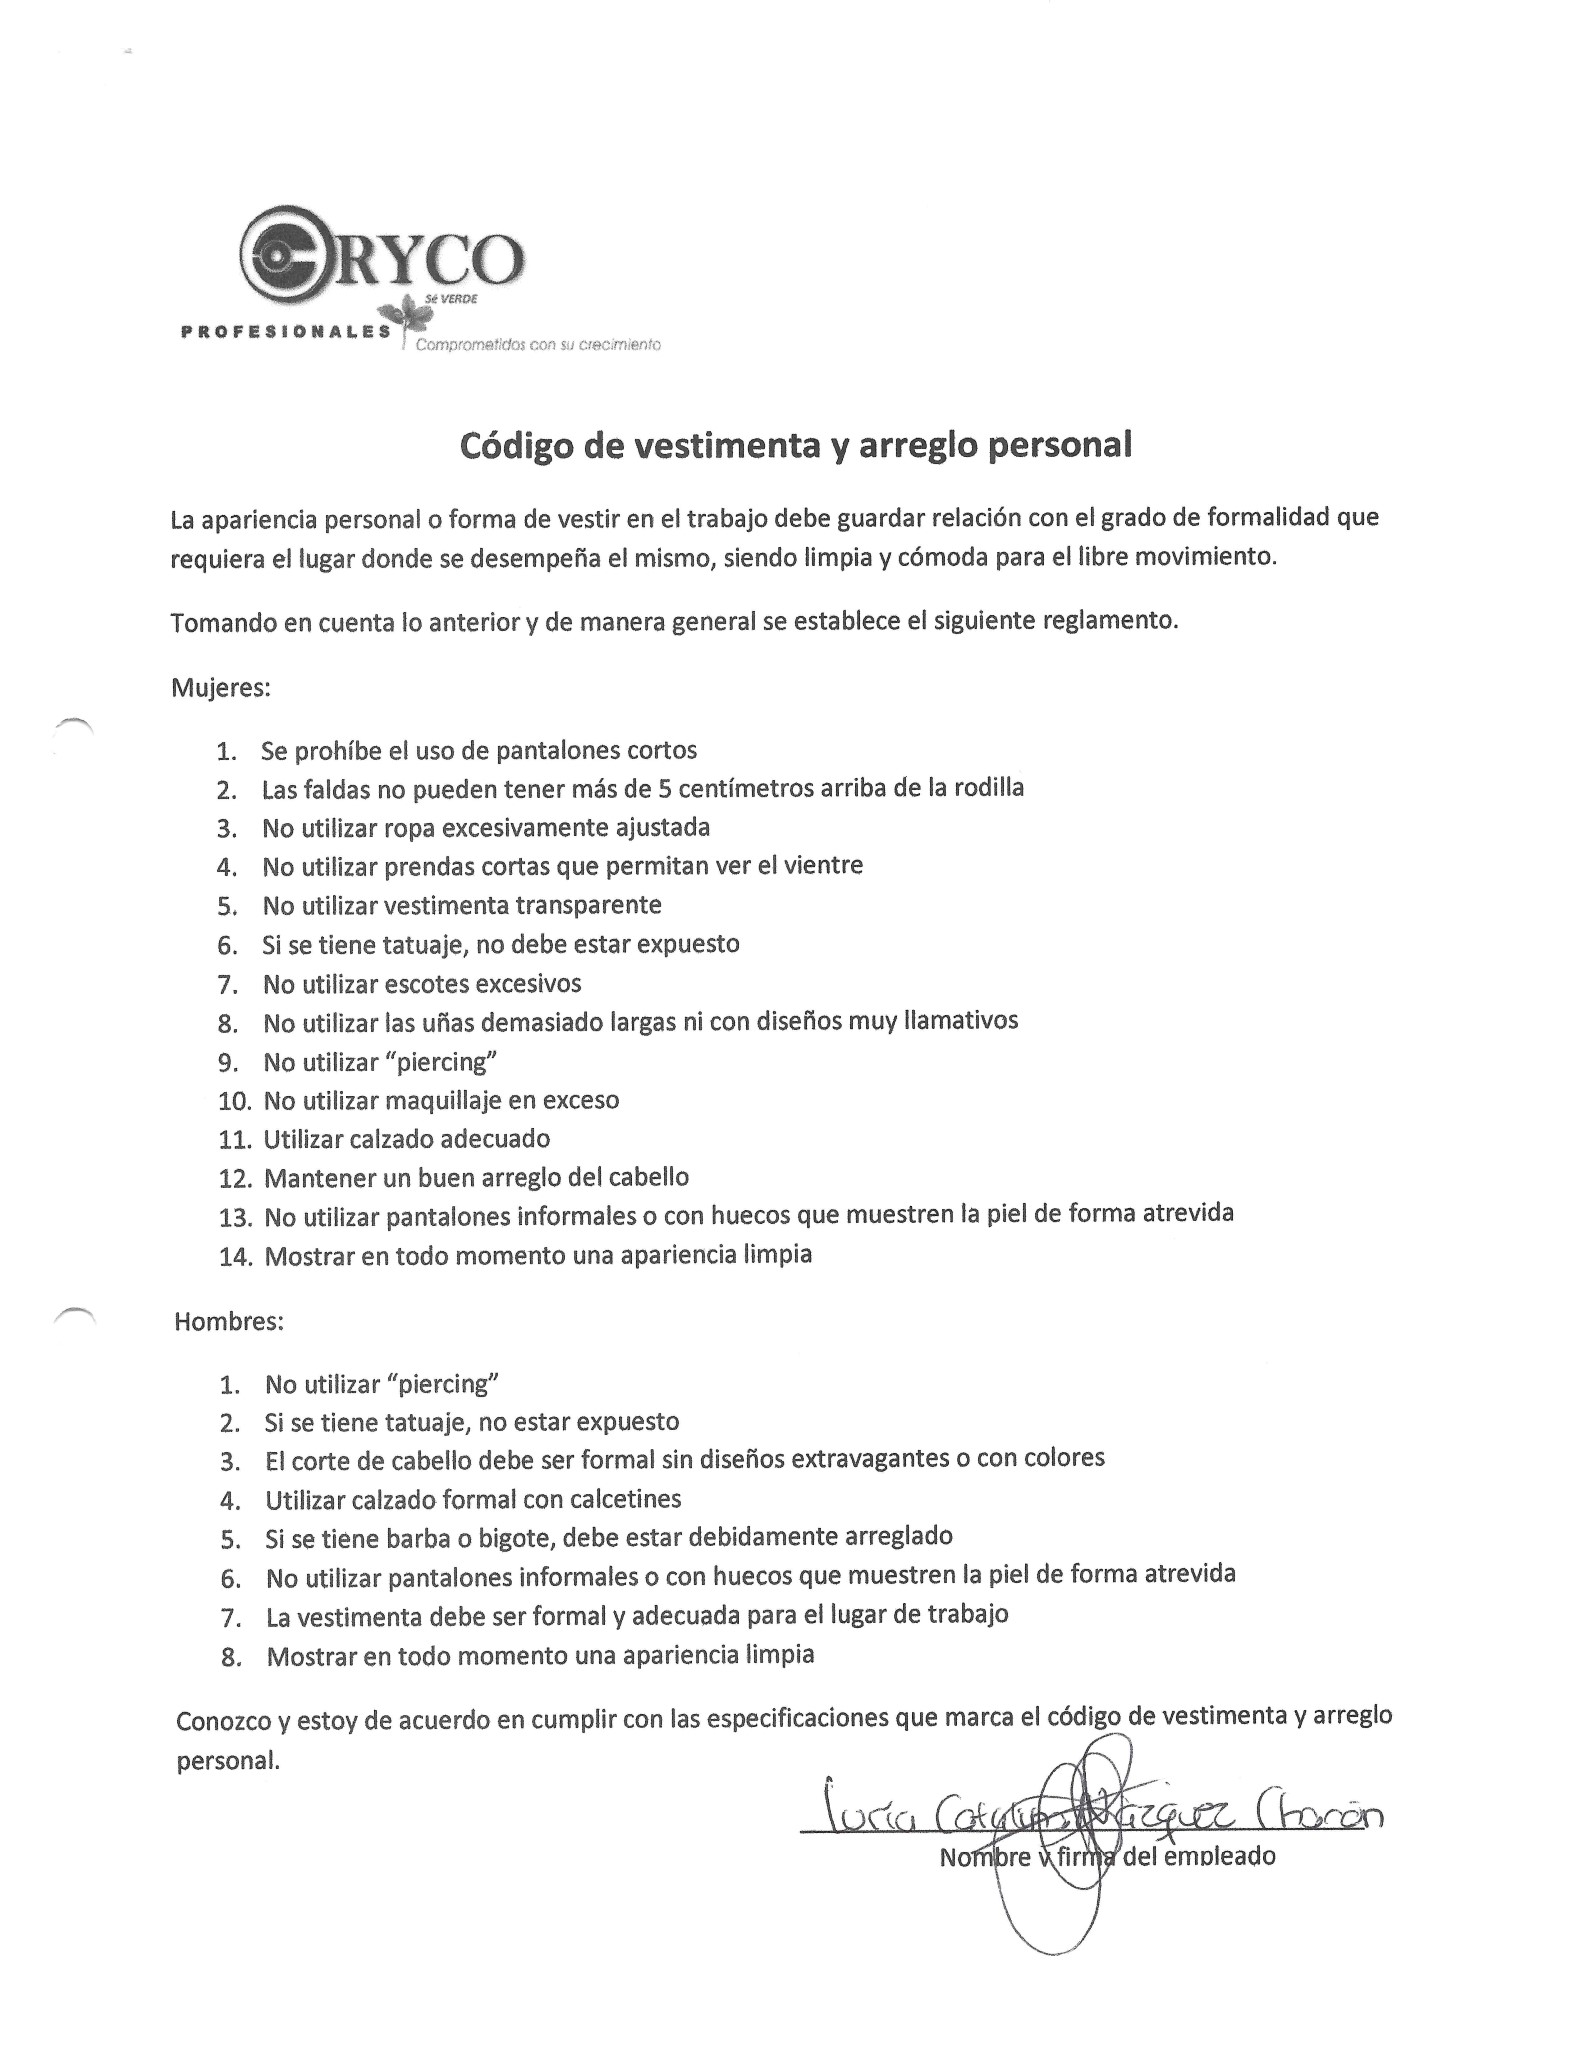 CRYCO
Sé VERDE
PROFESIONALES
Comprometidos con su crecimiento
Código de vestimenta y arreglo personal
La apariencia personal o forma de vestir en el trabajo debe guardar relación con el grado de formalidad que
requiera el lugar donde se desempeña el mismo, siendo limpia y cómoda para el libre movimiento.
Tomando en cuenta lo anterior y de manera general se establece el siguiente reglamento.
Mujeres:
1. Se prohíbe el uso de pantalones cortos
2. Las faldas no pueden tener más de 5 centímetros arriba de la rodilla
3. No utilizar ropa excesivamente ajustada
4. No utilizar prendas cortas que permitan ver el vientre
5. No utilizar vestimenta transparente
6. Si se tiene tatuaje, no debe estar expuesto
7. No utilizar escotes excesivos
8. No utilizar las uñas demasiado largas ni con diseños muy llamativos
9. No utilizar “piercing”
10. No utilizar maquillaje en exceso
11. Utilizar calzado adecuado
12. Mantener un buen arreglo del cabello
13. No utilizar pantalones informales o con huecos que muestren la piel de forma atrevida
14. Mostrar en todo momento una apariencia limpia
Hombres:
1. No utilizar “piercing”
2. Si se tiene tatuaje, no estar expuesto
3. El corte de cabello debe ser formal sin diseños extravagantes o con colores
4. Utilizar calzado formal con calcetines
5. Si se tiene barba o bigote, debe estar debidamente arreglado
6. No utilizar pantalones informales o con huecos que muestren la piel de forma atrevida
7. La vestimenta debe ser formal y adecuada para el lugar de trabajo
8. Mostrar en todo momento una apariencia limpia
Conozco y estoy de acuerdo en cumplir con las especificaciones que marca el código de vestimenta y arreglo
personal.
Vázquez Chacón
Nombre y firma del empleado